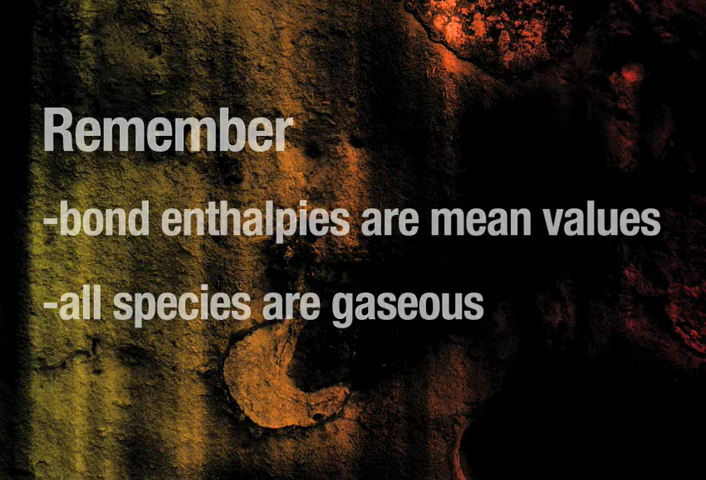 Remember
-bond enthalpies are mean values
-all species are gaseous